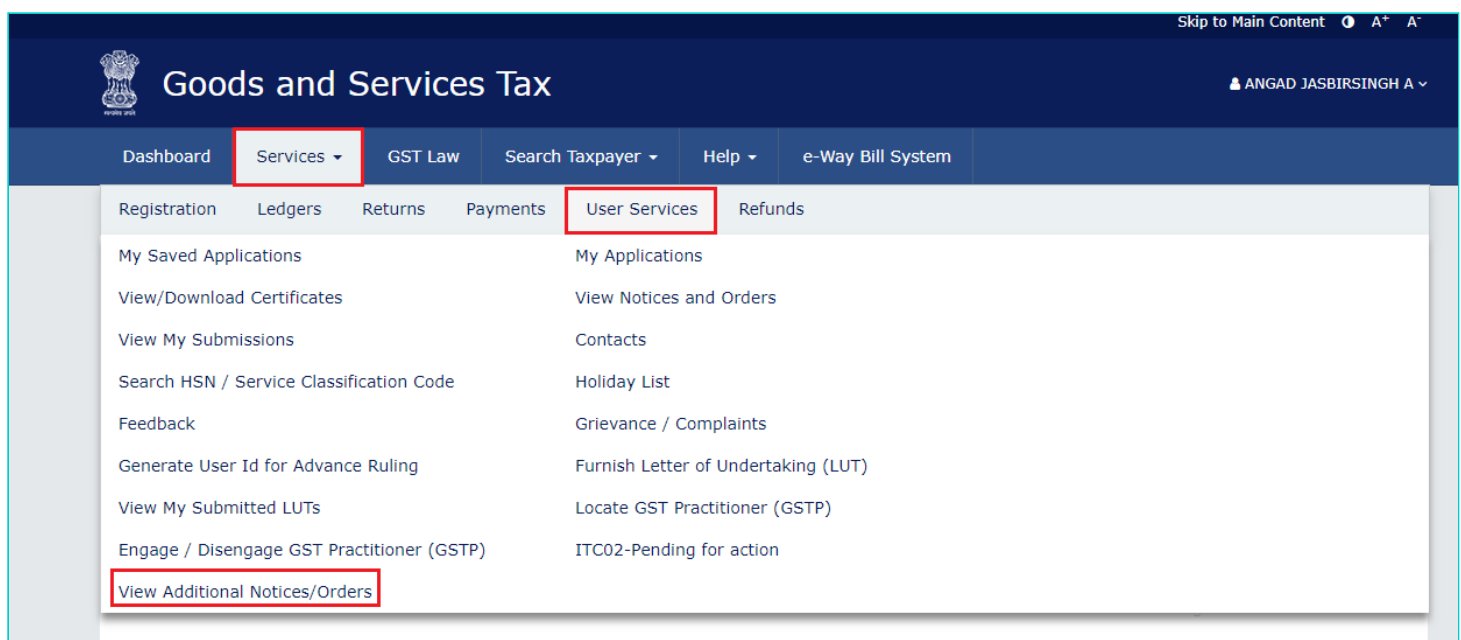 Skip to Main Content A+ A-
Goods and Services Tax
ANGAD JASBIRSINGH A
Dashboard Services GST Law Search Taxpayer Help e-Way Bill System
Registration Ledgers Returns Payments User Services Refunds
My Saved Applications My Applications
View/Download Certificates View Notices and Orders
View My Submissions Contacts
Search HSN / Service Classification Code Holiday List
Feedback Grievance / Complaints
Generate User Id for Advance Ruling Furnish Letter of Undertaking (LUT)
View My Submitted LUTs Locate GST Practitioner (GSTP)
Engage / Disengage GST Practitioner (GSTP) ITC02-Pending for action
View Additional Notices/Orders